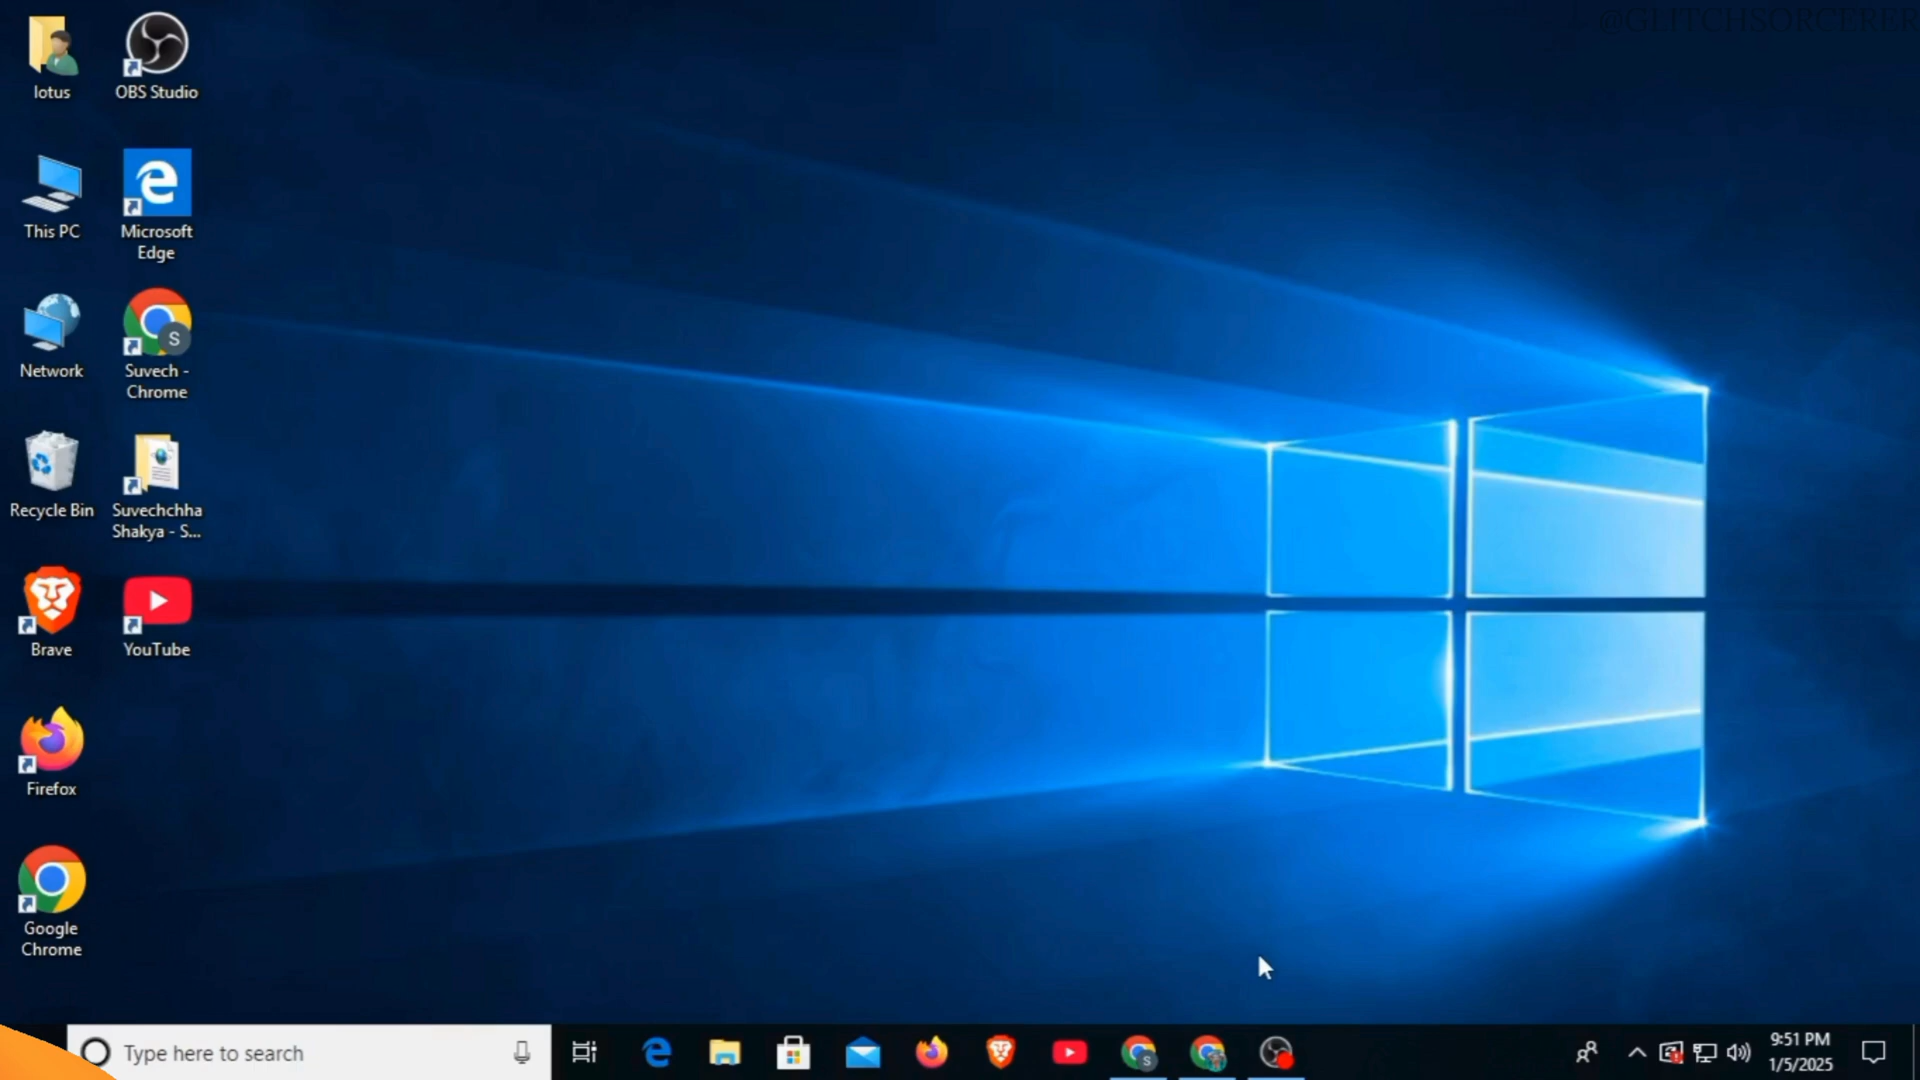 @GLITCHSORCERER
lotus
OBS Studio
This PC
Microsoft
Edge
Network
Suvech -
Chrome
S
Recycle Bin
Suvechchha
Shakya - S...
Brave
YouTube
Firefox
Google
Chrome
Type here to search
S
9:51 PM
1/5/2025